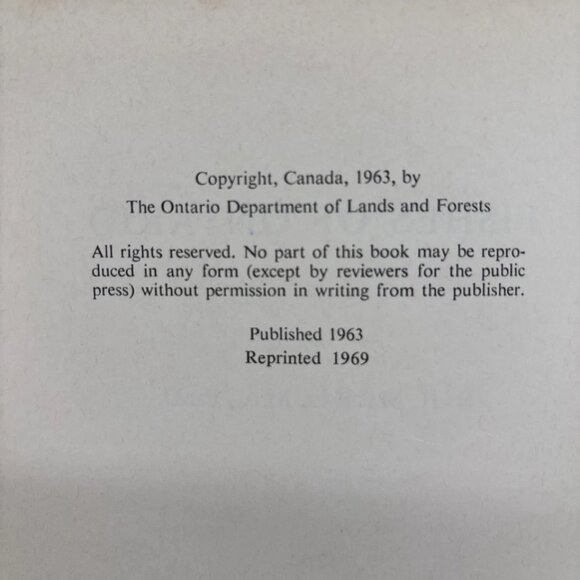 Copyright, Canada, 1963, by
The Ontario Department of Lands and Forests
All rights reserved. No part of this book may be repro-
duced in any form (except by reviewers for the public
press) without permission in writing from the publisher.
Published 1963
Reprinted 1969